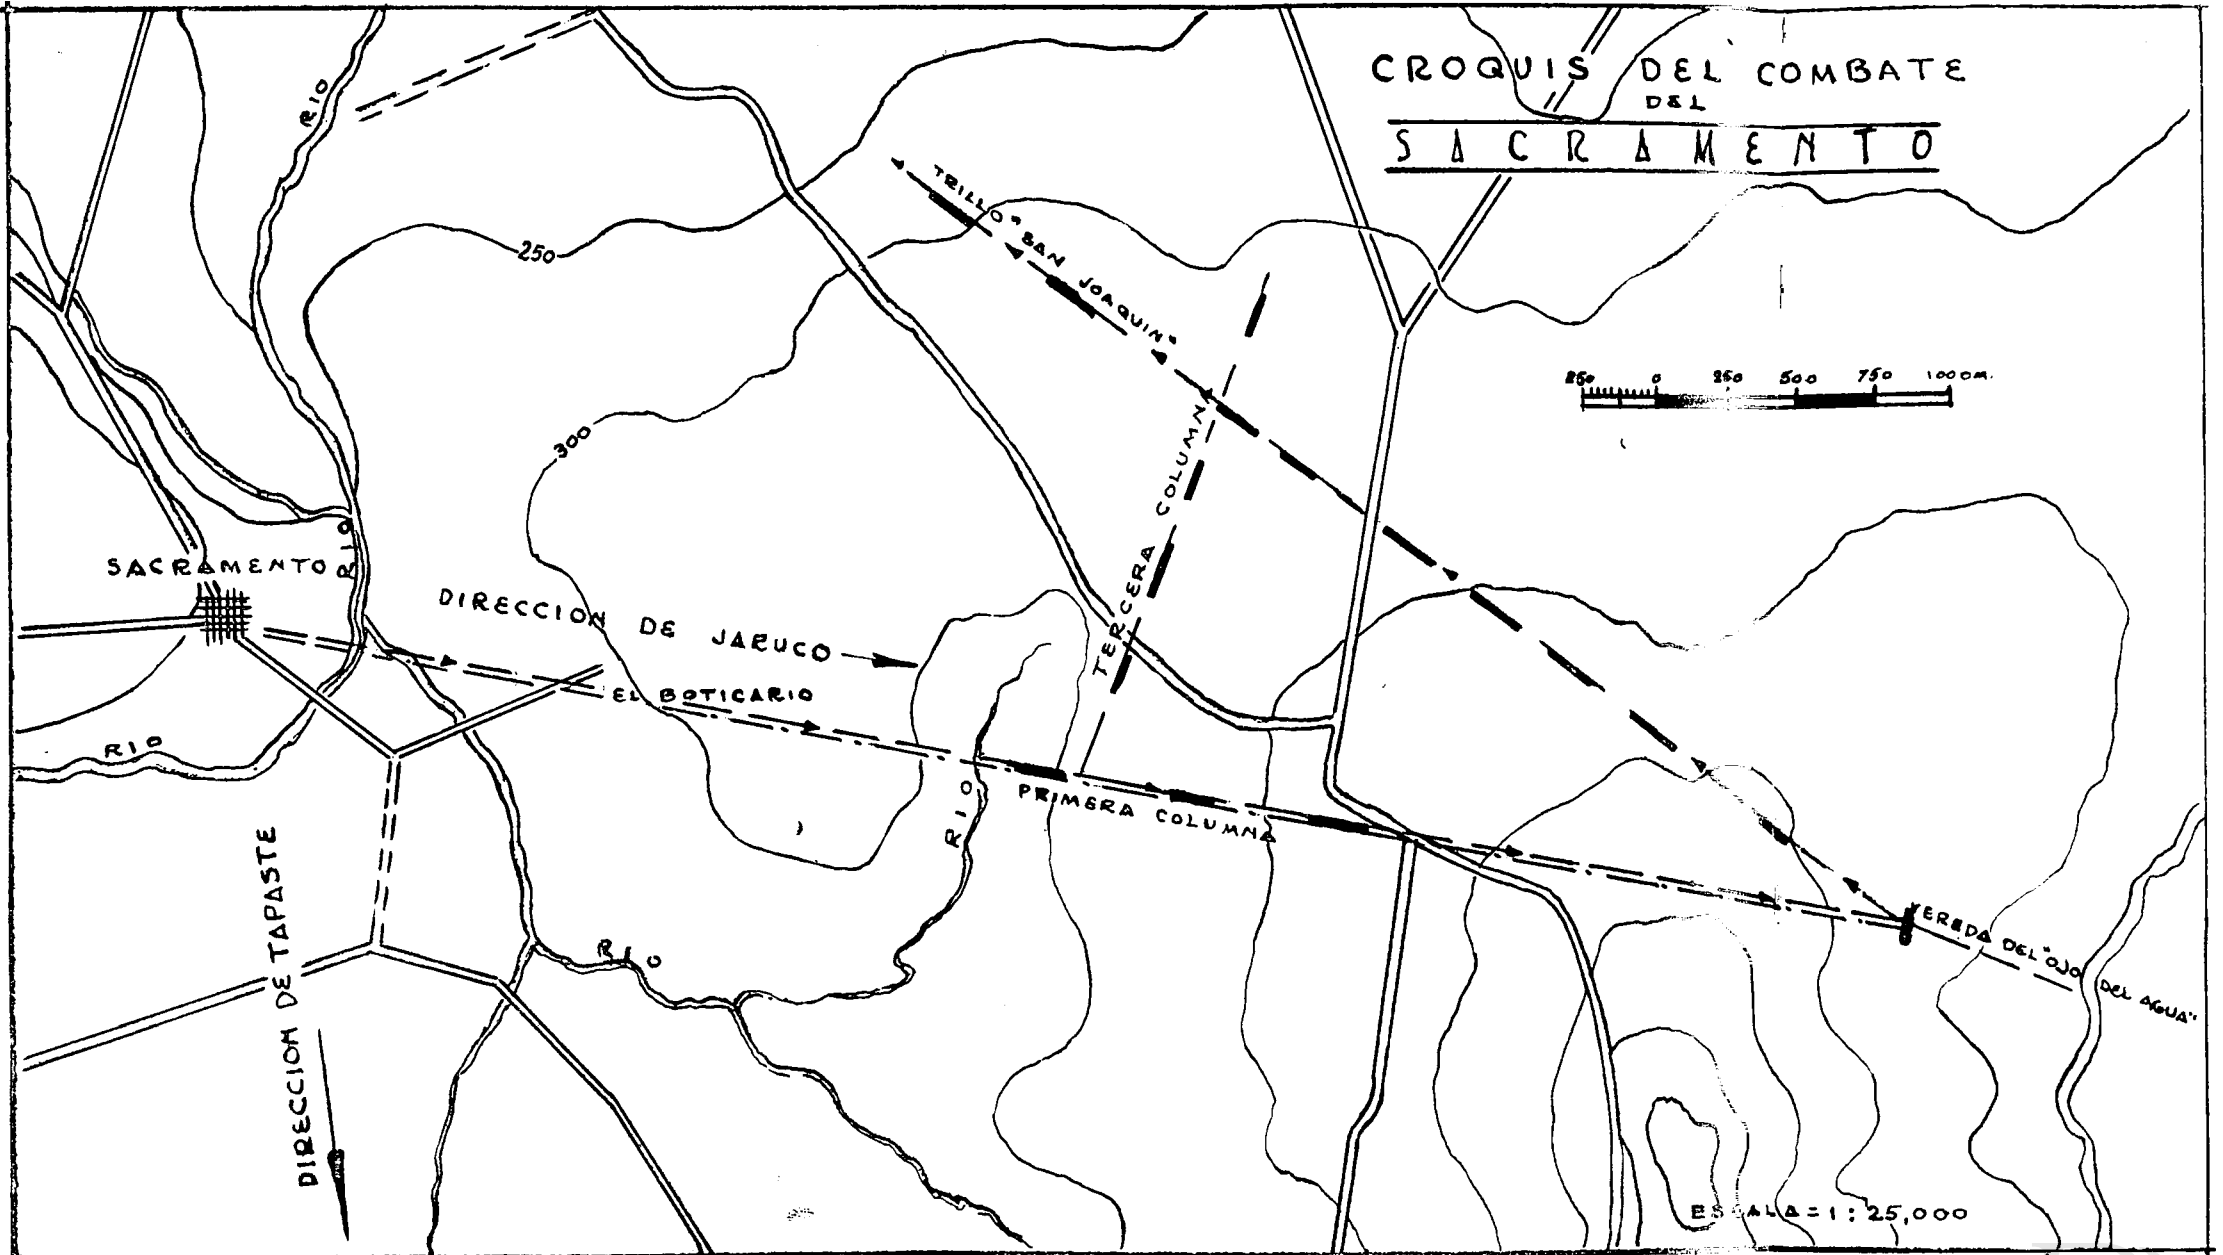 CROQUIS DEL COMBATE
DEL
SACRAMENTO
RIO
TRILLO "SAN JOAQUIN"
250
250 0 250 500 750 1000 M.
300
TERCERA COLUMNA
SACRAMENTO
RIO
DIRECCION DE JARUCO
EL BOTICARIO
RIO
PRIMERA COLUMNA
RIO
DIRECCION DE TAPASTE
RIO
VEREDA DEL "OJO DEL AGUA"
ESCALA = 1 : 25,000